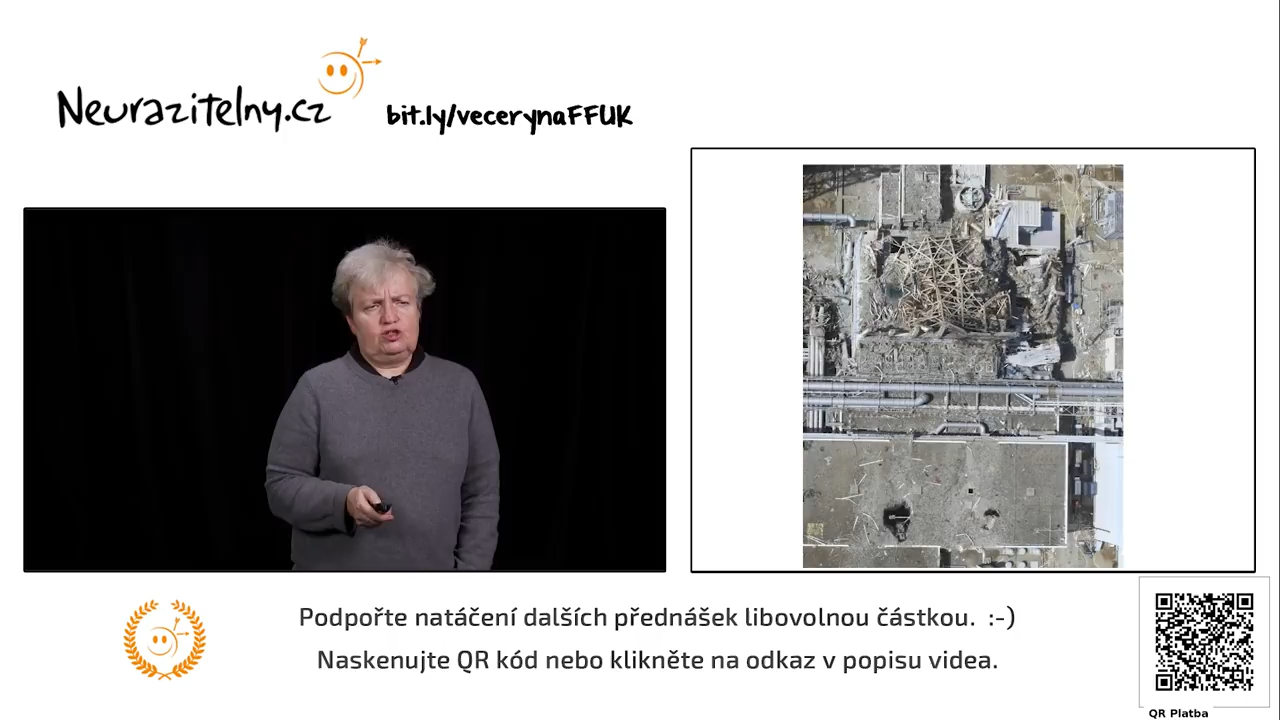 Neurazitelny.cz
bit.ly/vecerynaFFUK
Podpořte natáčení dalších přednášek libovolnou částkou. :-)
Naskenujte QR kód nebo klikněte na odkaz v popisu videa.
QR Platba